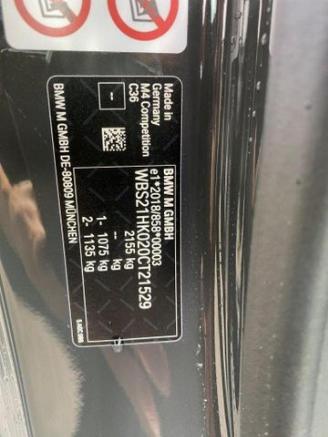 BMW M GMBH
e1*2018/858*00003
WBS21HK020CT21529
2155 kg
-- kg
1- 1075 kg
2- 1135 kg
Made in
Germany
M4 Competition
C36
--
BMW M GMBH DE-80809 MÜNCHEN